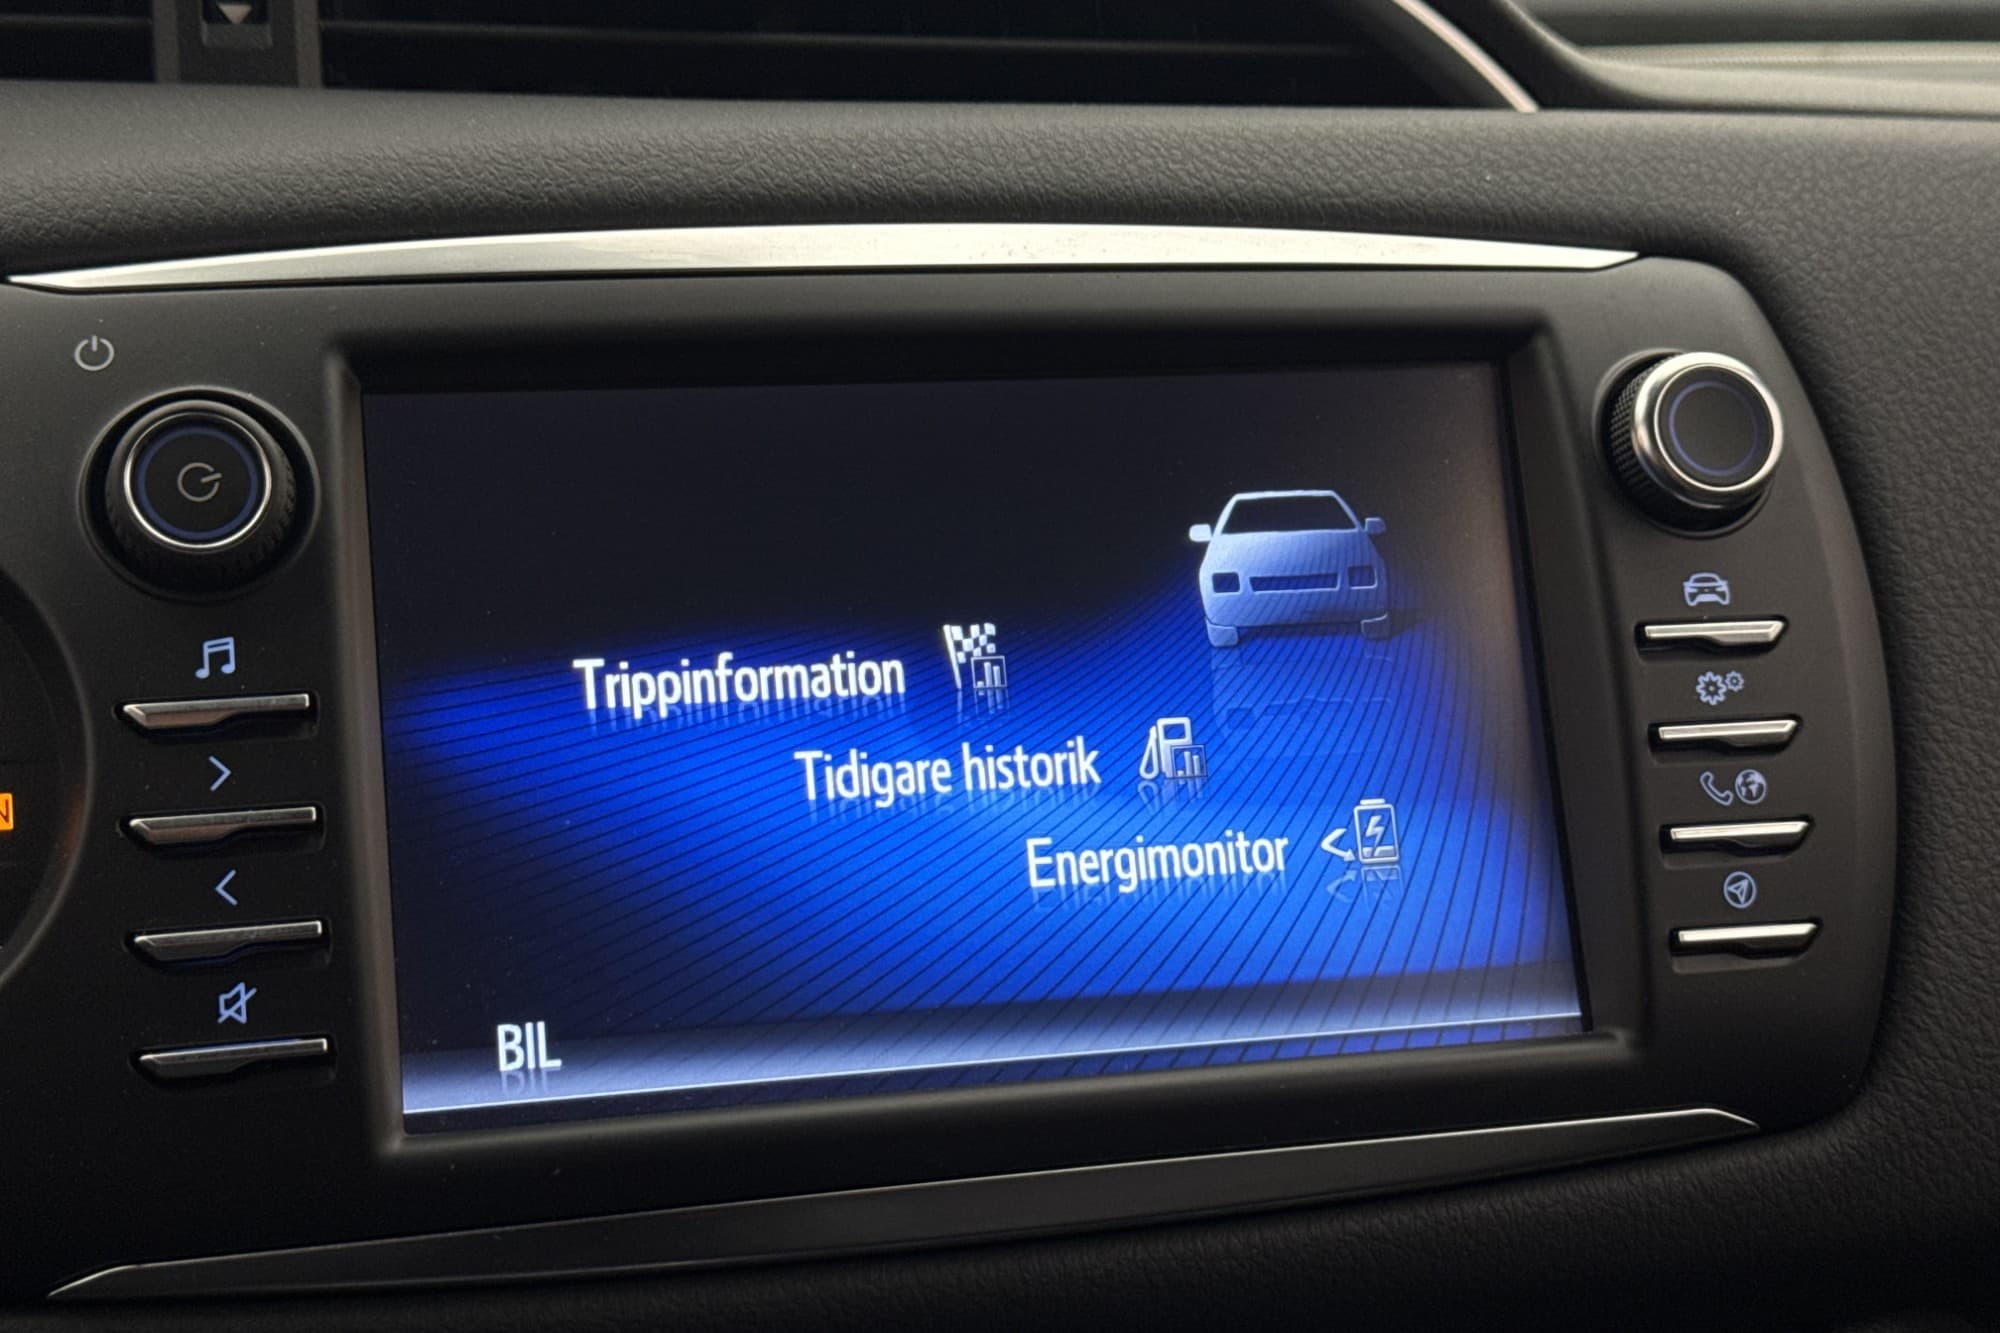 Trippinformation
Tidigare historik
Energimonitor
BIL
N